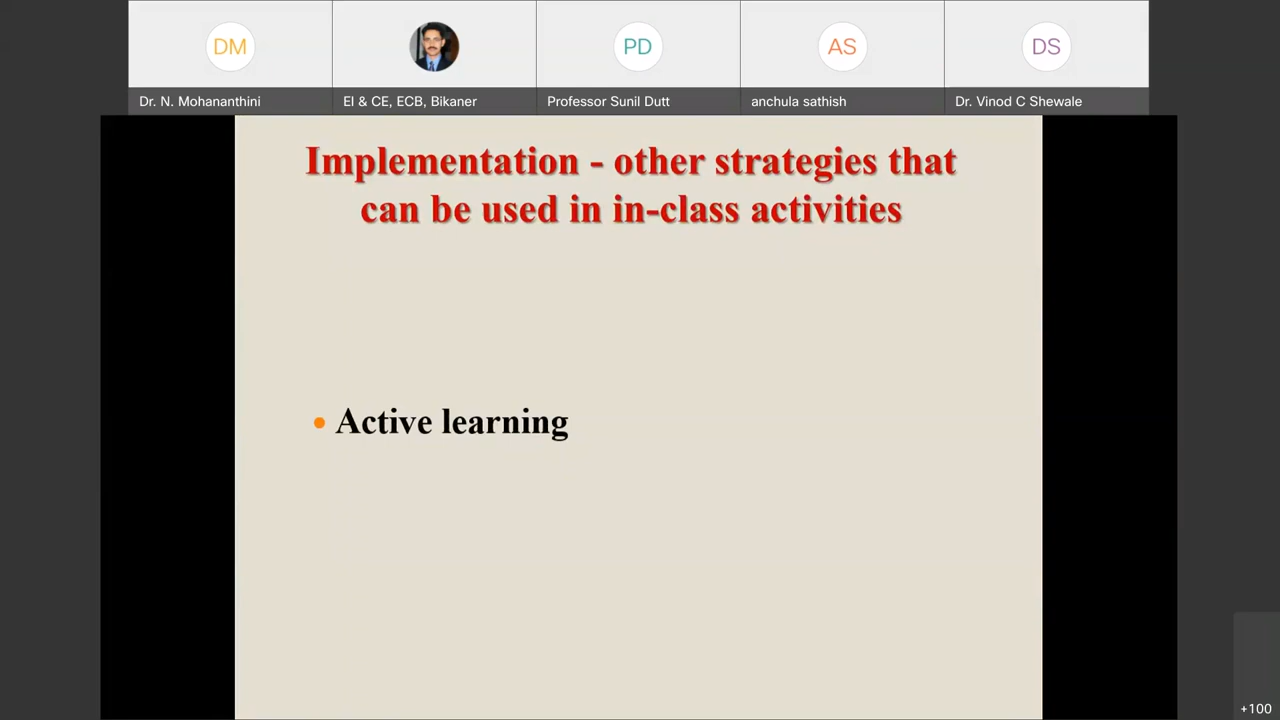 DM
PD
AS
DS
Dr. N. Mohananthini
EI & CE, ECB, Bikaner
Professor Sunil Dutt
anchula sathish
Dr. Vinod C Shewale
Implementation - other strategies that
can be used in in-class activities
• Active learning
+100